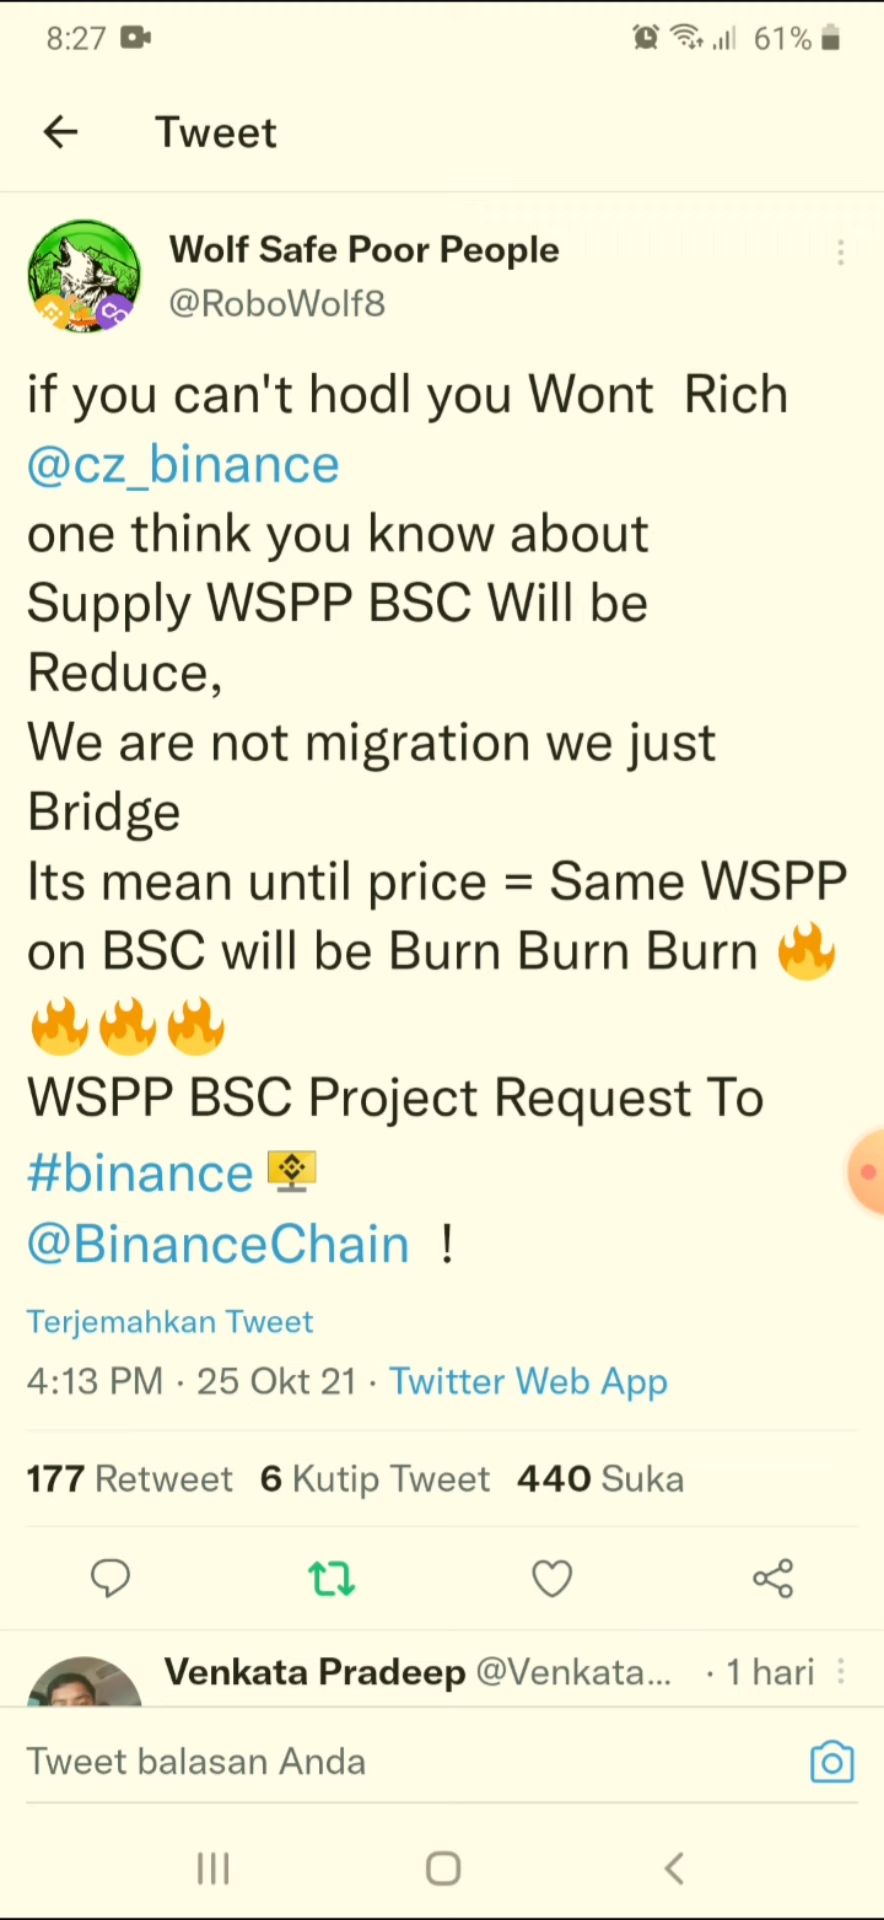 8:27 61%
Tweet
Wolf Safe Poor People
@RoboWolf8
if you can't hodl you Wont Rich
@cz_binance
one think you know about
Supply WSPP BSC Will be
Reduce,
We are not migration we just
Bridge
Its mean until price = Same WSPP
on BSC will be Burn Burn Burn 🔥
🔥🔥🔥
WSPP BSC Project Request To
#binance
@BinanceChain !
Terjemahkan Tweet
4:13 PM · 25 Okt 21 · Twitter Web App
177 Retweet 6 Kutip Tweet 440 Suka
Venkata Pradeep @Venkata... · 1 hari
Tweet balasan Anda